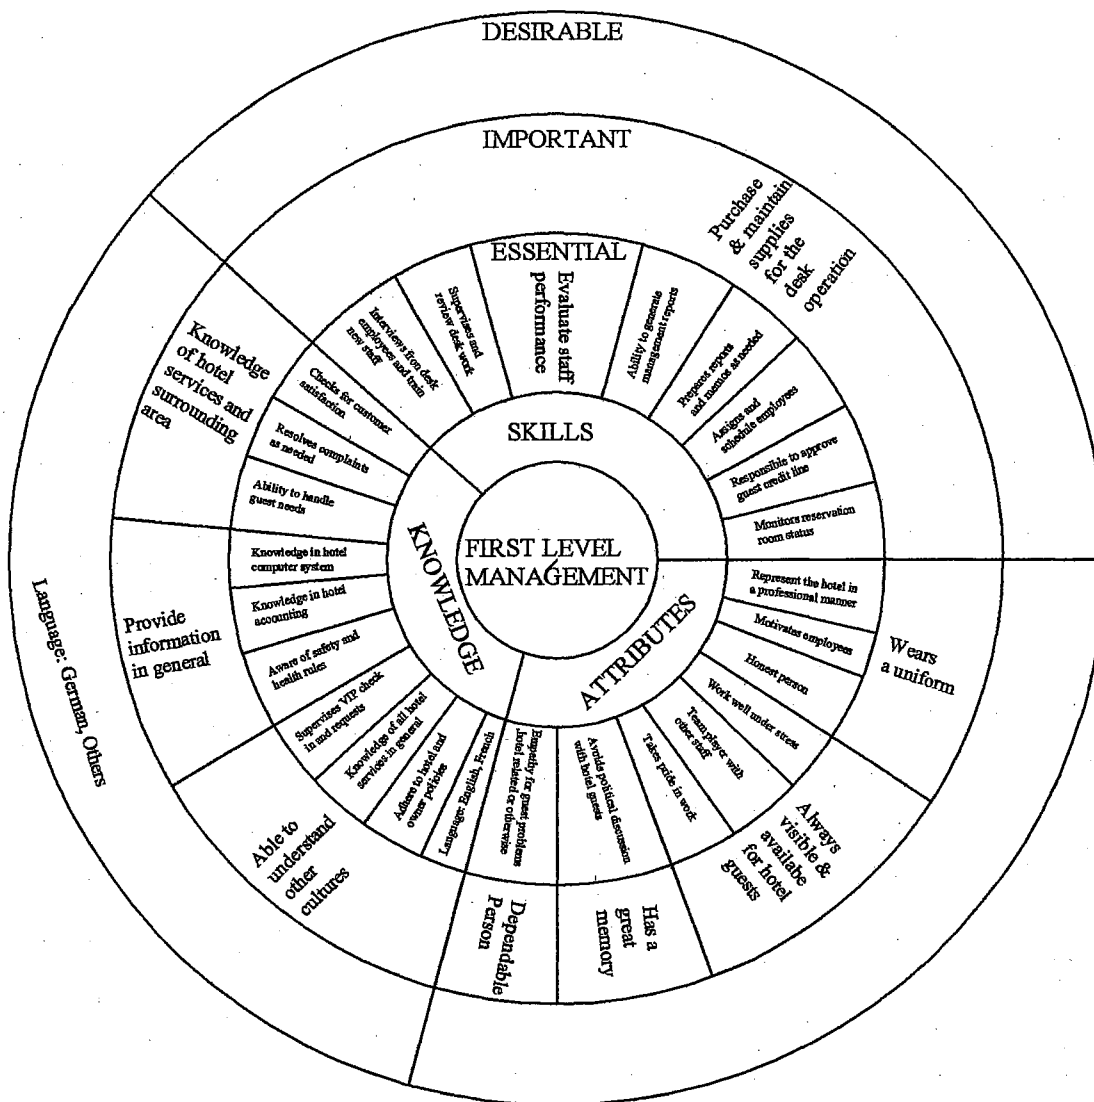 DESIRABLE
IMPORTANT
ESSENTIAL
SKILLS
FIRST LEVEL
MANAGEMENT
KNOWLEDGE
ATTRIBUTES
Interviews fron desk
employees and train
new staff
Supervises and
review desk work
Evaluate staff
performance
Ability to generate
management reports
Prepares reports
and memos as needed
Assigns and
schedule employees
Responsible to approve
guest credit line
Monitors reservation
room status
Purchase
& maintain
supplies
for the
desk
operation
Represent the hotel in
a professional manner
Motivates employees
Honest person
Work well under stress
Team player with
other staff
Takes pride in work
Avoids political discussion
with hotel guests
Empathy for guest problems
hotel related or otherwise
Wears
a uniform
Always
visible &
availabe
for hotel
guests
Has a
great
memory
Dependable
Person
Checks for customer
satisfaction
Resolves complaints
as needed
Ability to handle
guest needs
Knowledge in hotel
computer system
Knowledge in hotel
accounting
Aware of safety and
health rules
Supervises VIP check
in and requests
Knowledge of all hotel
services in general
Adhere to hotel and
owner policies
Language: English, French
Knowledge
of hotel
services and
surrounding
area
Provide
information
in general
Able to
understand
other
cultures
Language: German, Others